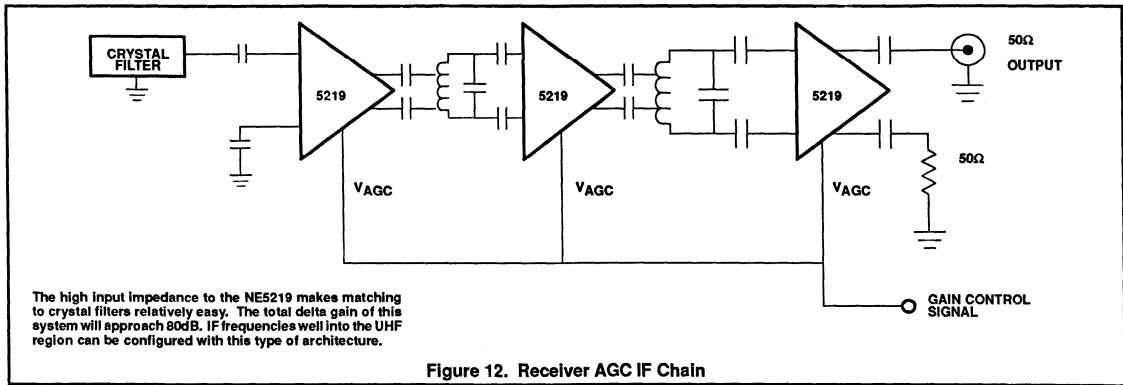 CRYSTAL
FILTER
5219
5219
5219
50Ω
OUTPUT
50Ω
VAGC
VAGC
VAGC
The high input impedance to the NE5219 makes matching
to crystal filters relatively easy. The total delta gain of this
system will approach 80dB. IF frequencies well into the UHF
region can be configured with this type of architecture.
GAIN CONTROL
SIGNAL
Figure 12. Receiver AGC IF Chain